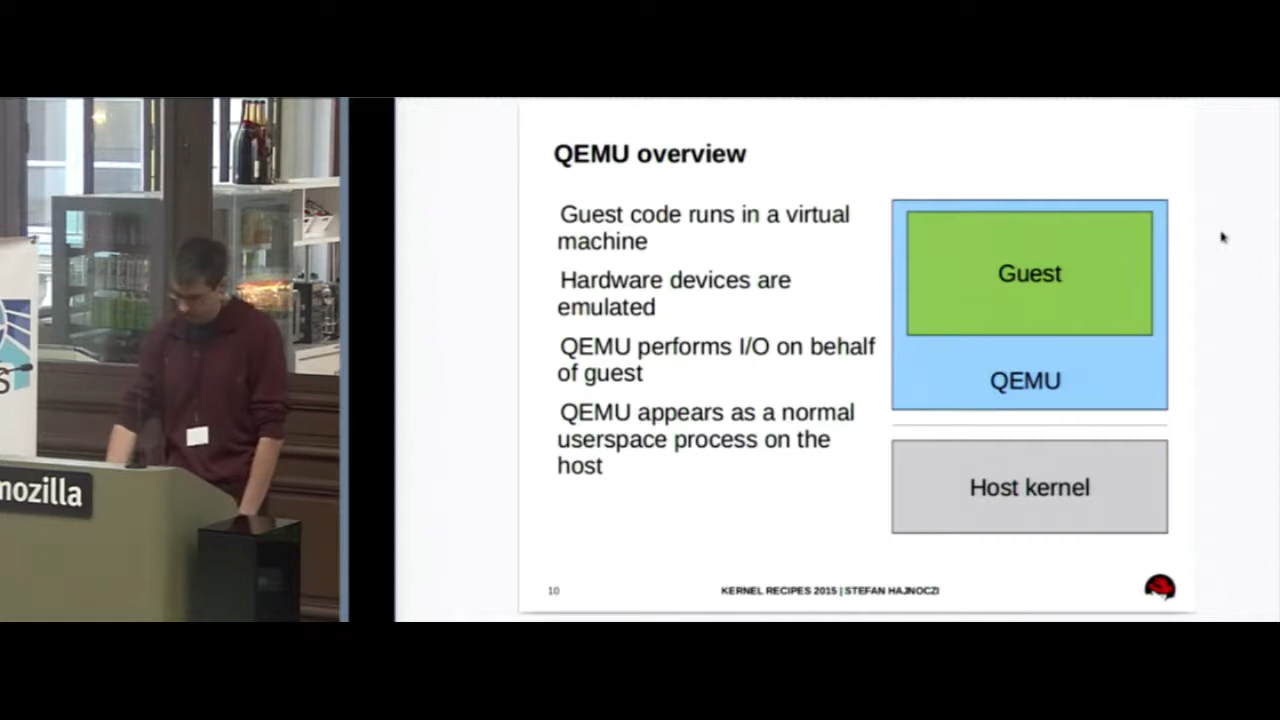 QEMU overview
Guest code runs in a virtual
machine
Hardware devices are
emulated
QEMU performs I/O on behalf
of guest
QEMU appears as a normal
userspace process on the
host
Guest
QEMU
Host kernel
10
KERNEL RECIPES 2015 | STEFAN HAJNOCZI
mozilla